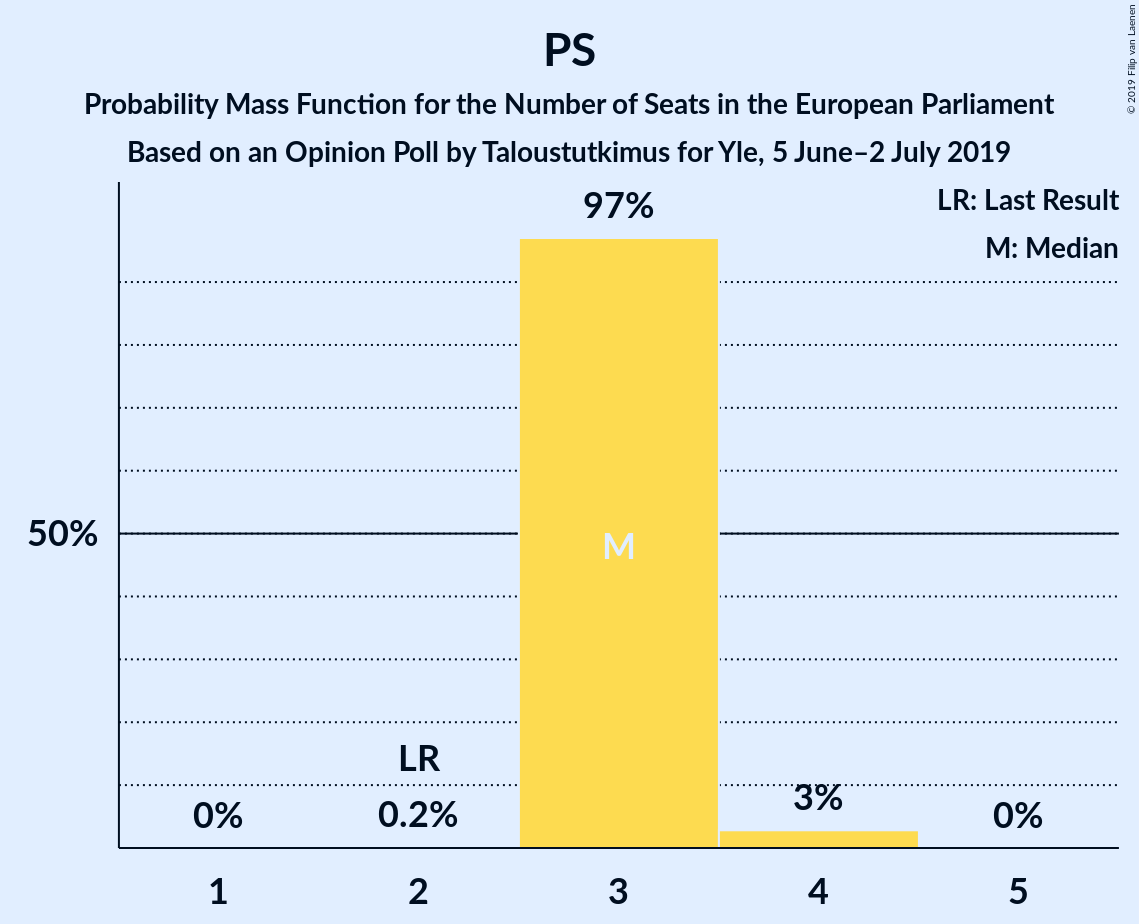 PS
Probability Mass Function for the Number of Seats in the European Parliament
Based on an Opinion Poll by Taloustutkimus for Yle, 5 June–2 July 2019
© 2019 Filip van Laenen
LR: Last Result
M: Median
97%
50%
M
LR
0%
0.2%
3%
0%
1
2
3
4
5